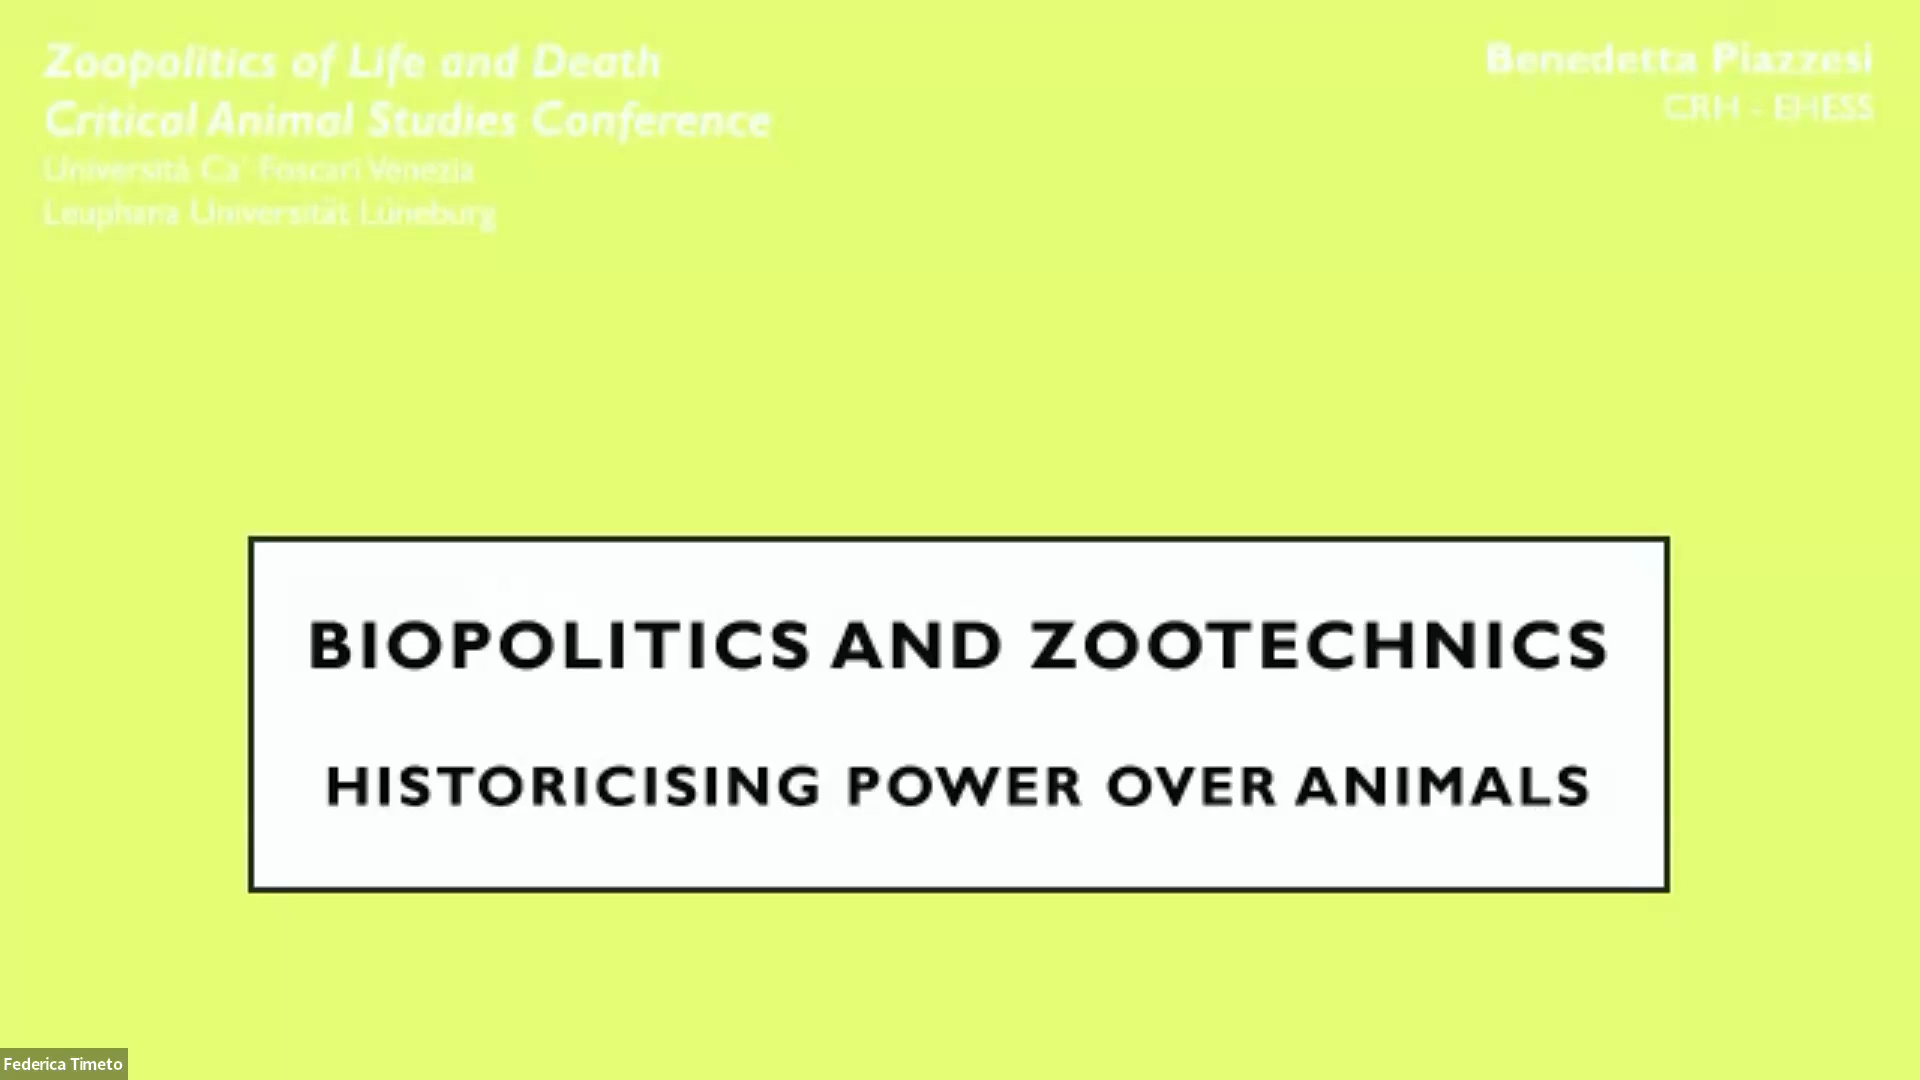 Zoopolitics of Life and Death
Critical Animal Studies Conference
Università Ca' Foscari Venezia
Leuphana Universität Lüneburg
Benedetta Piazzesi
CRH - EHESS
BIOPOLITICS AND ZOOTECHNICS
HISTORICISING POWER OVER ANIMALS
Federica Timeto